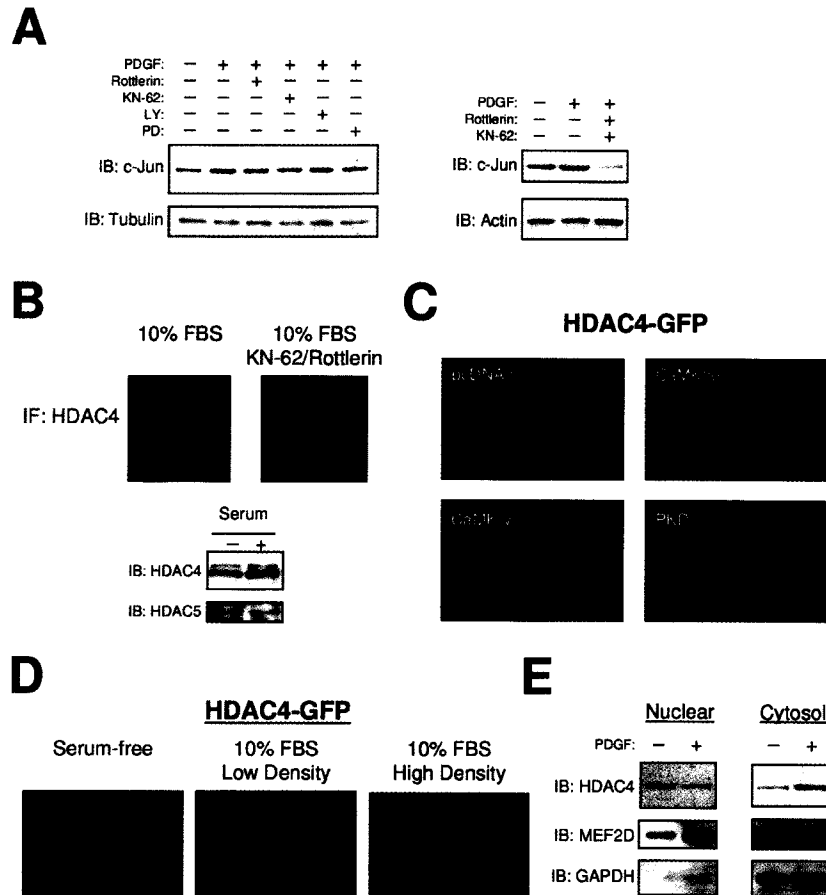 A
PDGF: − + + + + +
Rottlerin: − − + − − −
KN-62: − − − + − −
LY: − − − − + −
PD: − − − − − +
IB: c-Jun
IB: Tubulin
PDGF: − + +
Rottlerin: − − +
KN-62: − − +
IB: c-Jun
IB: Actin
B
10% FBS
10% FBS
KN-62/Rottlerin
IF: HDAC4
Serum
− +
IB: HDAC4
IB: HDAC5
C
HDAC4-GFP
D
HDAC4-GFP
Serum-free
10% FBS
Low Density
10% FBS
High Density
E
Nuclear
Cytosol
PDGF: − + − +
IB: HDAC4
IB: MEF2D
IB: GAPDH